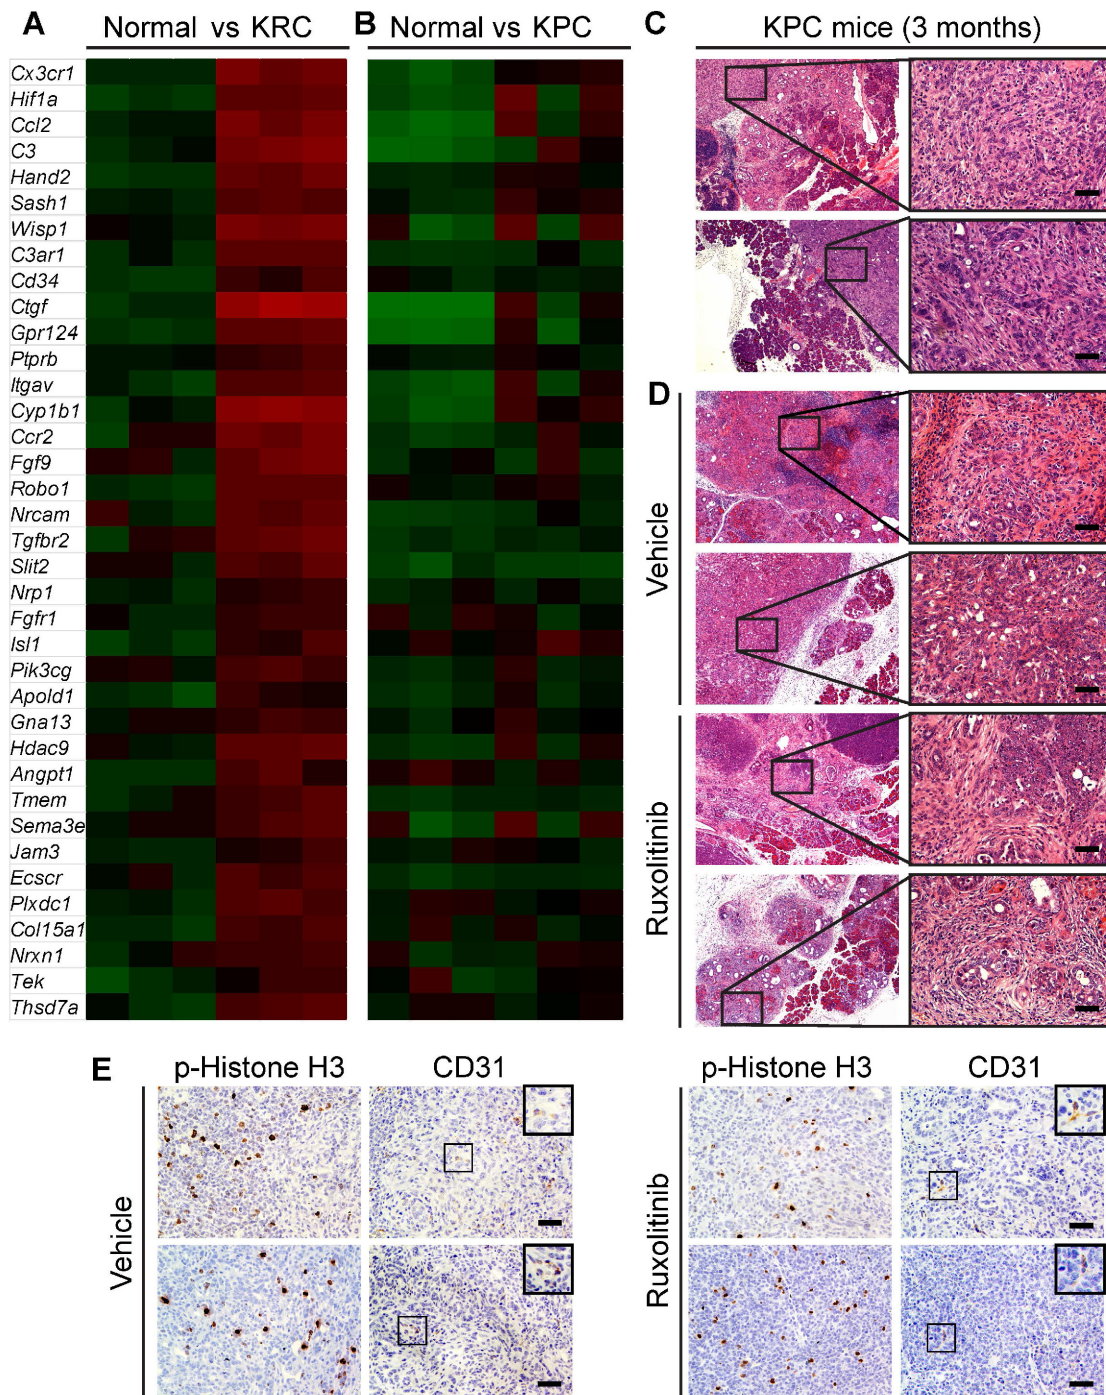 A Normal vs KRC
B Normal vs KPC
C KPC mice (3 months)
Cx3cr1
Hif1a
Ccl2
C3
Hand2
Sash1
Wisp1
C3ar1
Cd34
Ctgf
Gpr124
Ptprb
Itgav
Cyp1b1
Ccr2
Fgf9
Robo1
Nrcam
Tgfbr2
Slit2
Nrp1
Fgfr1
Isl1
Pik3cg
Apold1
Gna13
Hdac9
Angpt1
Tmem
Sema3e
Jam3
Ecscr
Plxdc1
Col15a1
Nrxn1
Tek
Thsd7a
D
Vehicle
Ruxolitinib
E
p-Histone H3 CD31
Vehicle
p-Histone H3 CD31
Ruxolitinib